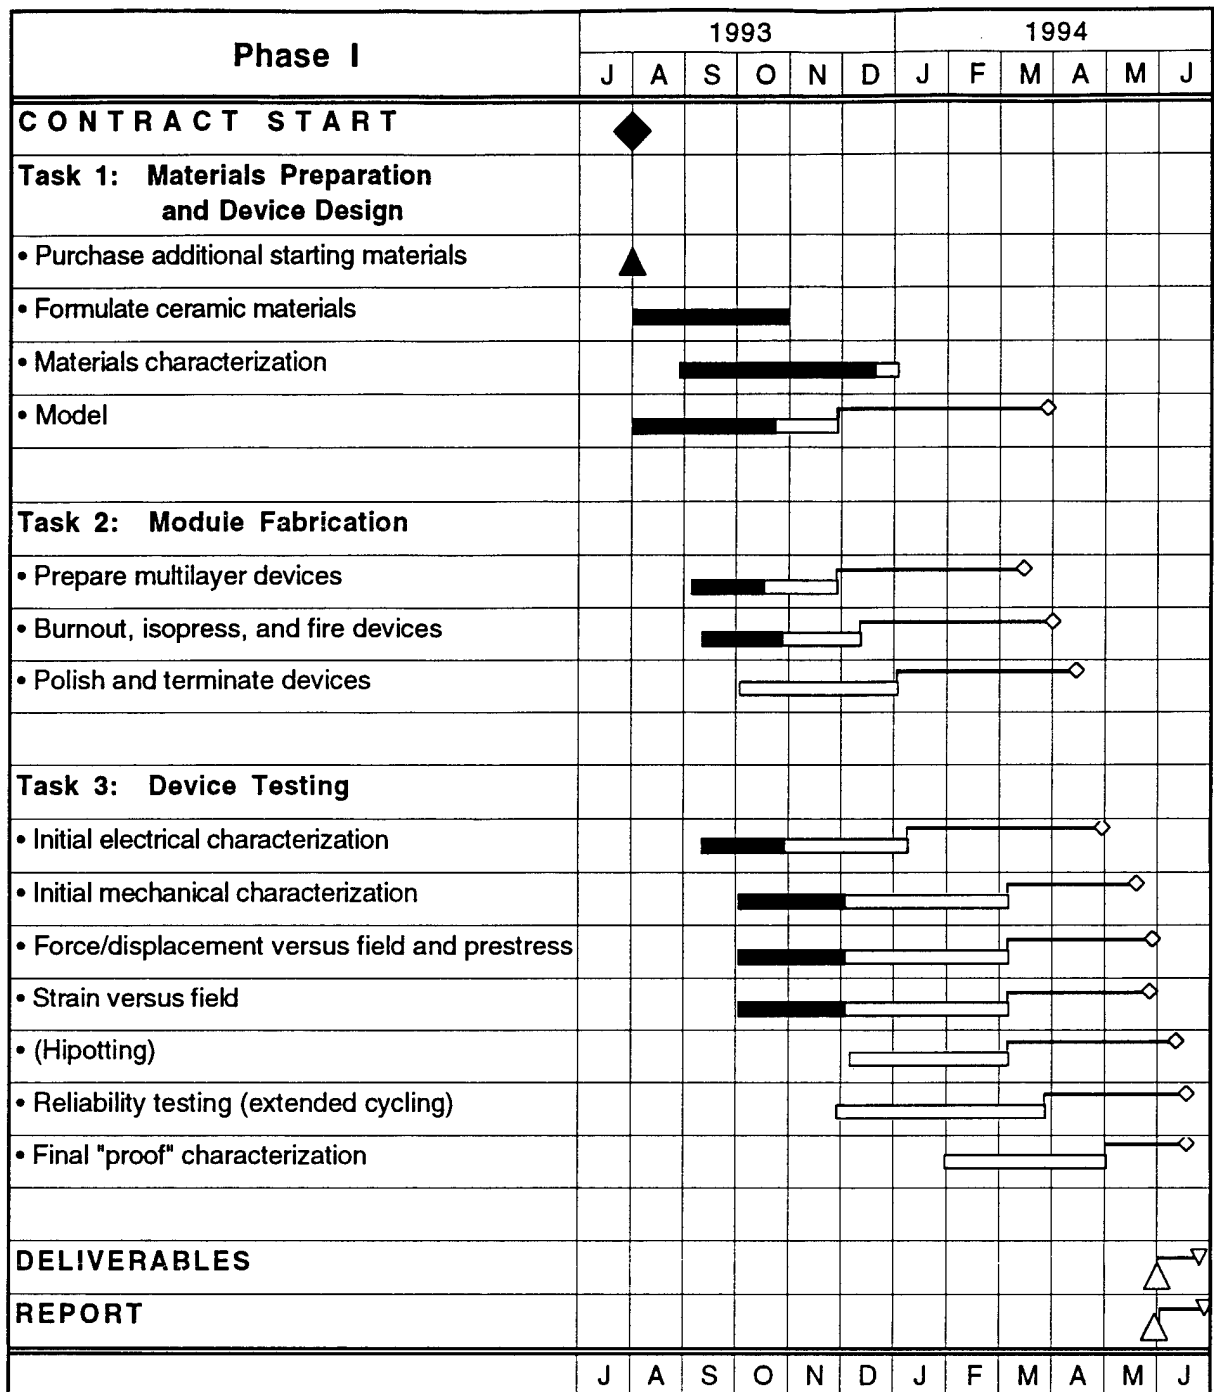 Phase I
1993 1994
J A S O N D J F M A M J
CONTRACT START
Task 1: Materials Preparation
and Device Design
• Purchase additional starting materials
• Formulate ceramic materials
• Materials characterization
• Model
Task 2: Module Fabrication
• Prepare multilayer devices
• Burnout, isopress, and fire devices
• Polish and terminate devices
Task 3: Device Testing
• Initial electrical characterization
• Initial mechanical characterization
• Force/displacement versus field and prestress
• Strain versus field
• (Hipotting)
• Reliability testing (extended cycling)
• Final "proof" characterization
DELIVERABLES
REPORT
J A S O N D J F M A M J